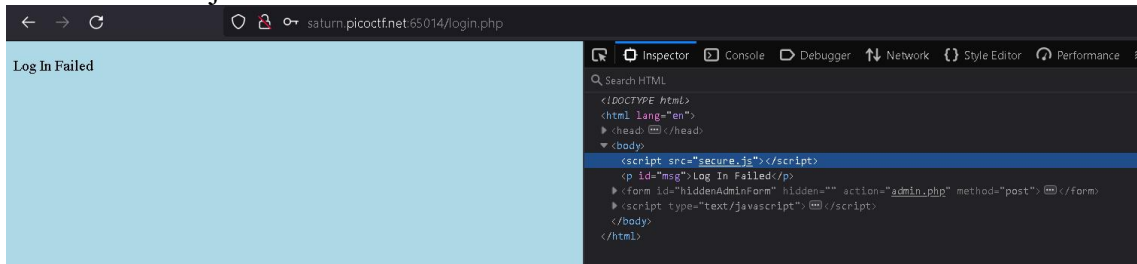 saturn.picoctf.net:65014/login.php
Log In Failed
Inspector Console Debugger Network {} Style Editor Performance
Search HTML
<!DOCTYPE html>
<html lang="en">
<head> </head>
<body>
<script src="secure.js"></script>
<p id="msg">Log In Failed</p>
<form id="hiddenAdminForm" hidden="" action="admin.php" method="post"> </form>
<script type="text/javascript"> </script>
</body>
</html>